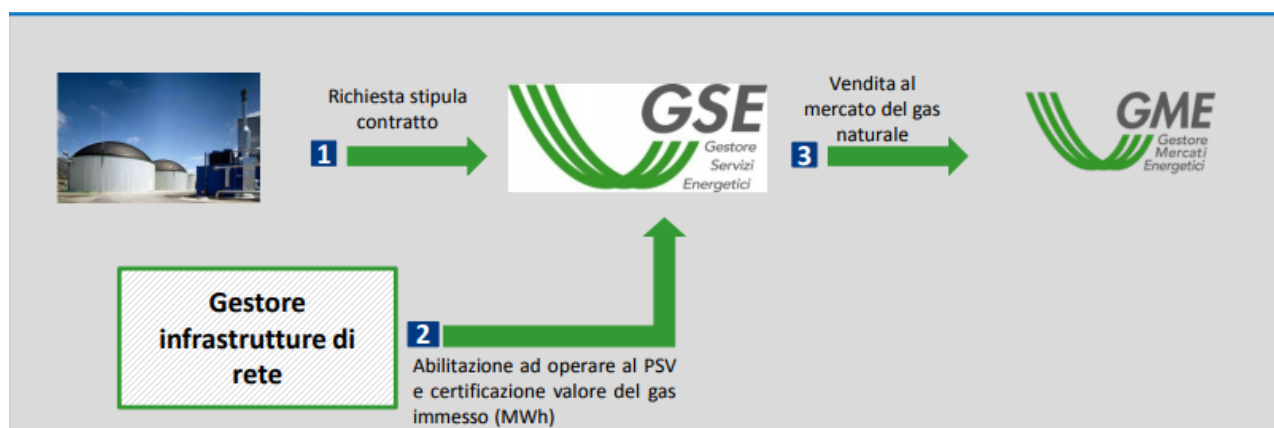 Richiesta stipula
contratto
1
GSE
Gestore
Servizi
Energetici
Vendita al
mercato del gas
naturale
3
GME
Gestore
Mercati
Energetici
Gestore
infrastrutture di
rete
2
Abilitazione ad operare al PSV
e certificazione valore del gas
immesso (MWh)